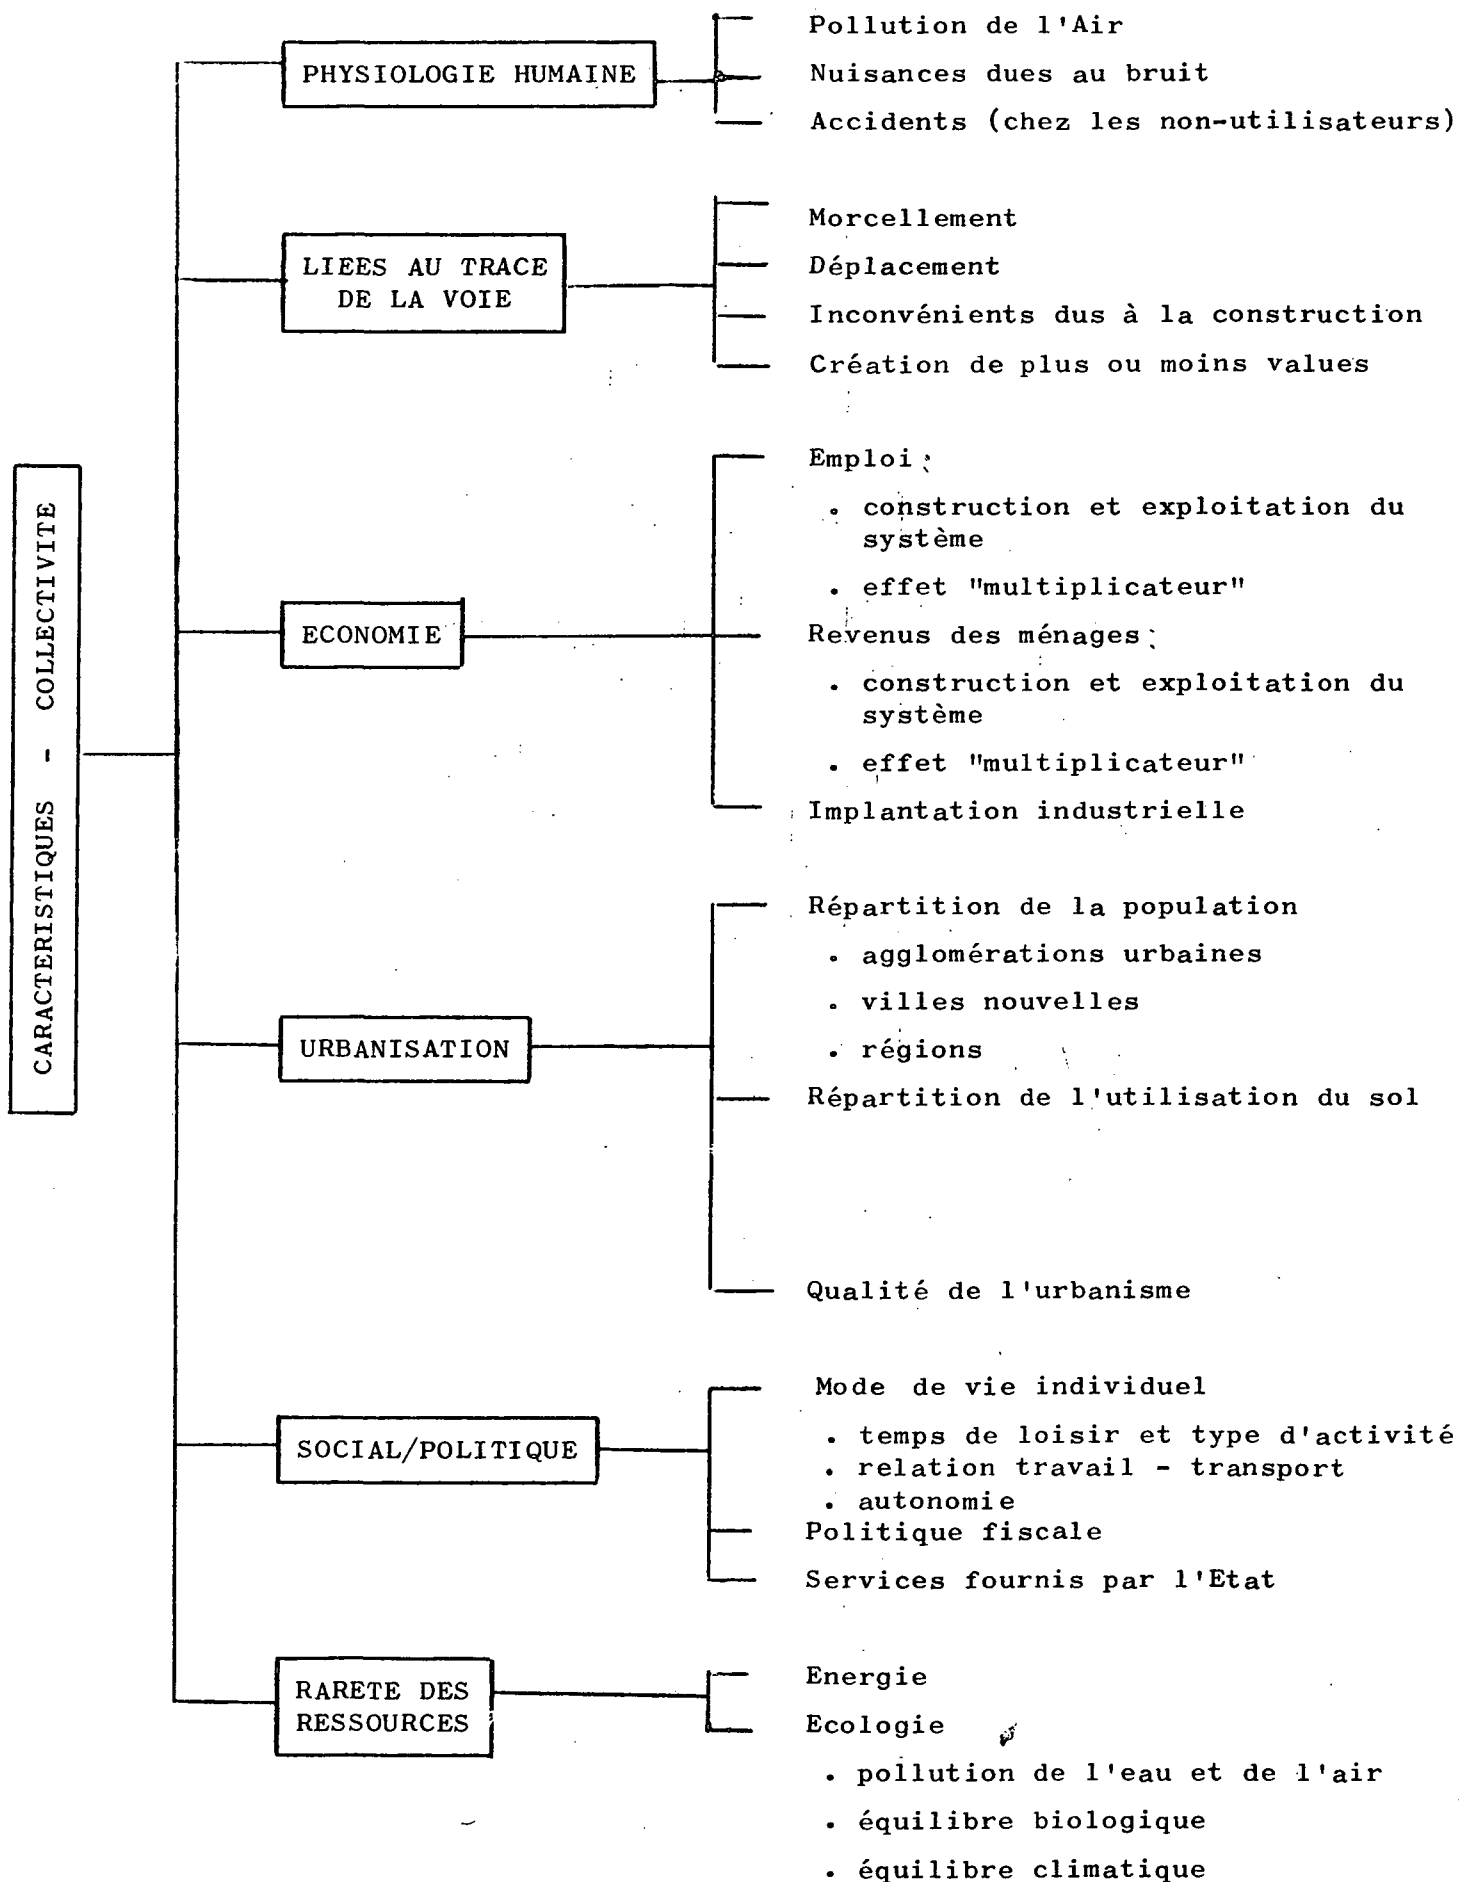 CARACTERISTIQUES - COLLECTIVITE
PHYSIOLOGIE HUMAINE
Pollution de l'Air
Nuisances dues au bruit
Accidents (chez les non-utilisateurs)
LIEES AU TRACE
DE LA VOIE
Morcellement
Déplacement
Inconvénients dus à la construction
Création de plus ou moins values
ECONOMIE
Emploi :
. construction et exploitation du
système
. effet "multiplicateur"
Revenus des ménages :
. construction et exploitation du
système
. effet "multiplicateur"
Implantation industrielle
URBANISATION
Répartition de la population
. agglomérations urbaines
. villes nouvelles
. régions
Répartition de l'utilisation du sol
Qualité de l'urbanisme
SOCIAL/POLITIQUE
Mode de vie individuel
. temps de loisir et type d'activité
. relation travail - transport
. autonomie
Politique fiscale
Services fournis par l'Etat
RARETE DES
RESSOURCES
Energie
Ecologie
. pollution de l'eau et de l'air
. équilibre biologique
. équilibre climatique